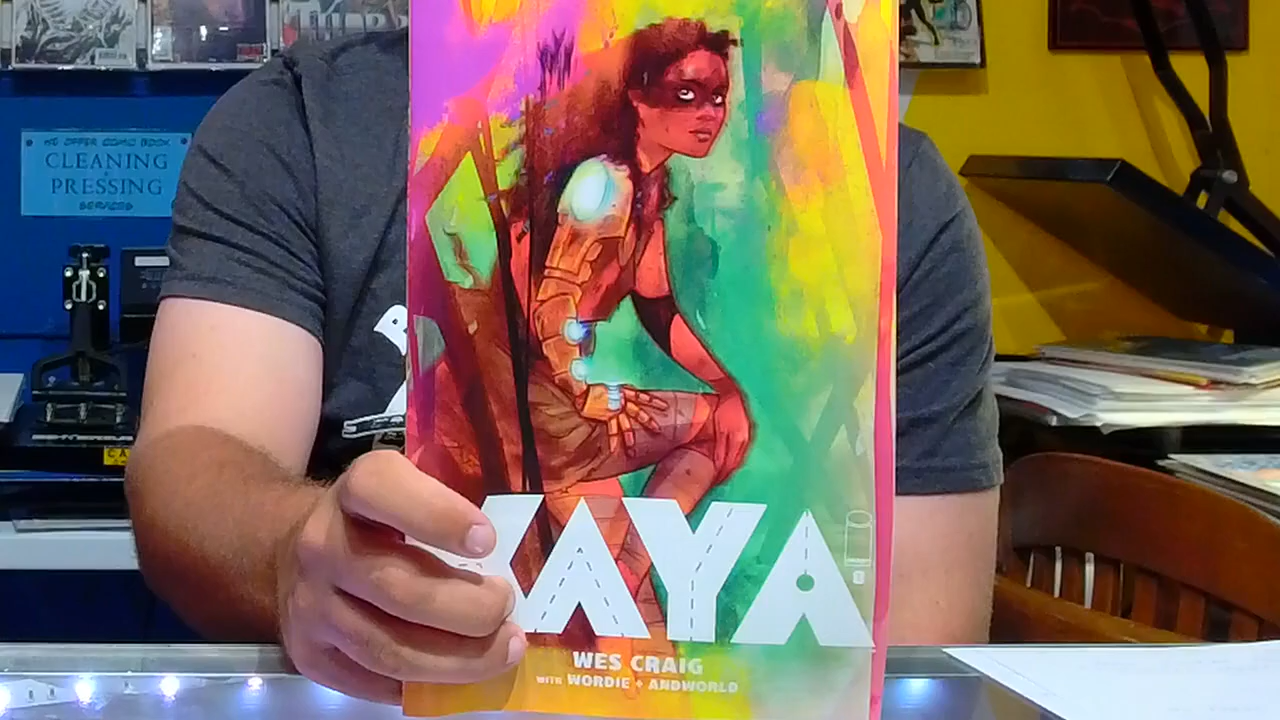 WE OFFER COMIC BOOK
CLEANING
PRESSING
SERVICES
KAYA
WES CRAIG
WITH WORDIE + ANDWORLD